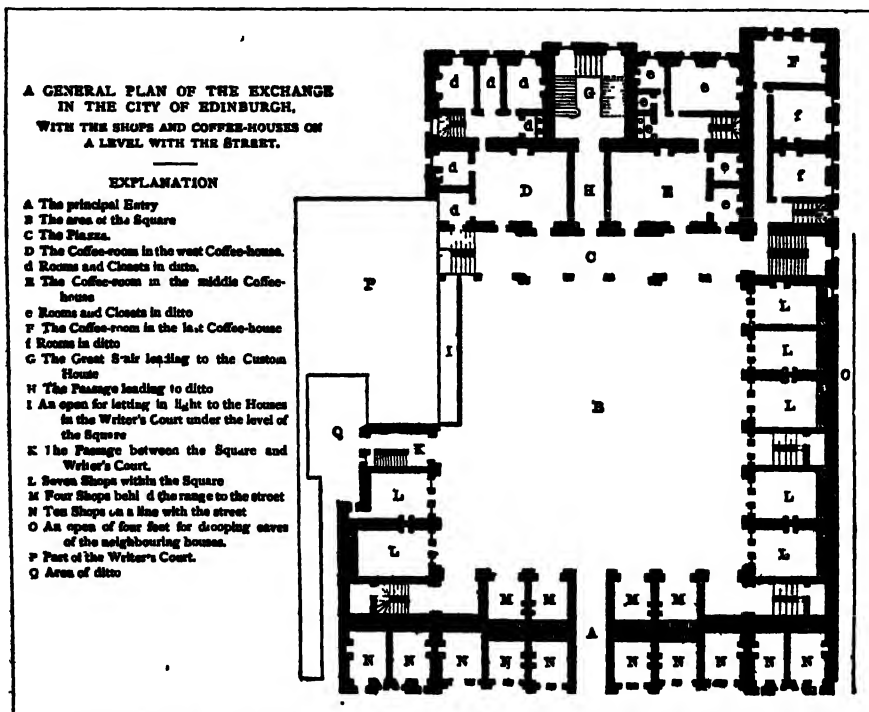 A GENERAL PLAN OF THE EXCHANGE
IN THE CITY OF EDINBURGH,
WITH THE SHOPS AND COFFEE-HOUSES ON
A LEVEL WITH THE STREET.
EXPLANATION
A The principal Entry
B The area of the Square
C The Piazza.
D The Coffee-room in the west Coffee-house.
d Rooms and Closets in ditto.
E The Coffee-room in the middle Coffee-
house
e Rooms and Closets in ditto
F The Coffee-room in the last Coffee-house
f Rooms in ditto
G The Great Stair leading to the Custom
House
H The Passage leading to ditto
I An open for letting in light to the Houses
in the Writer's Court under the level of
the Square
K The Passage between the Square and
Writer's Court.
L Seven Shops within the Square
M Four Shops behind the range to the street
N Ten Shops on a line with the street
O An open of four feet for dropping eaves
of the neighbouring houses.
P Part of the Writer's Court.
Q Area of ditto
d d d G e e F
e
d e f
d D H E e f
d e
C
P L
I L O
B L
Q K
L L
L L
M M M M
A
N N N N N N N N N N